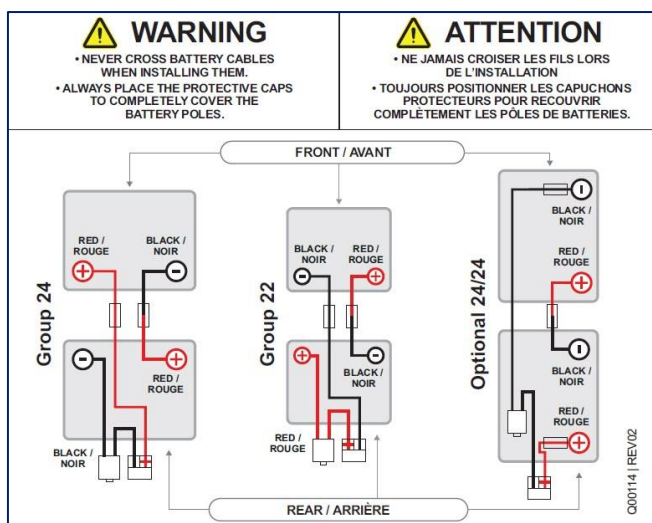 WARNING
• NEVER CROSS BATTERY CABLES
WHEN INSTALLING THEM.
• ALWAYS PLACE THE PROTECTIVE CAPS
TO COMPLETELY COVER THE
BATTERY POLES.
ATTENTION
• NE JAMAIS CROISER LES FILS LORS
DE L'INSTALLATION
• TOUJOURS POSITIONNER LES CAPUCHONS
PROTECTEURS POUR RECOUVRIR
COMPLÈTEMENT LES PÔLES DE BATTERIES.
FRONT / AVANT
Group 24
RED /
ROUGE
BLACK /
NOIR
RED /
ROUGE
BLACK /
NOIR
Group 22
BLACK /
NOIR
RED /
ROUGE
BLACK /
NOIR
RED /
ROUGE
Optional 24/24
BLACK /
NOIR
RED /
ROUGE
BLACK /
NOIR
RED /
ROUGE
REAR / ARRIÈRE
Q00114 | REV02